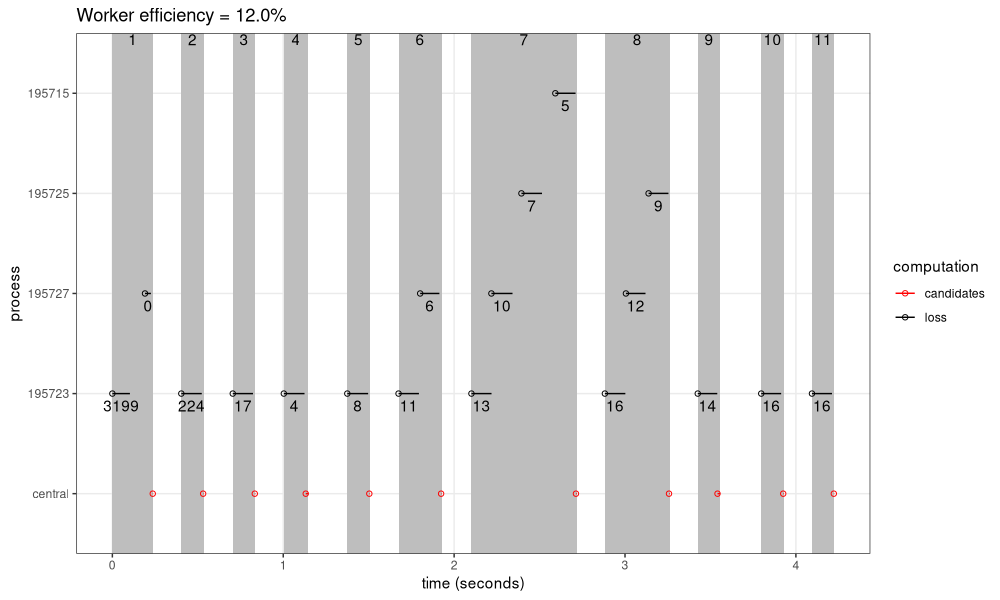 Worker efficiency = 12.0%
1 2 3 4 5 6 7 8 9 10 11
195715
5
195725
7 9
195727
0 6 10 12
195723
3199 224 17 4 8 11 13 16 14 16 16
central
0 1 2 3 4
time (seconds)
process
computation
candidates
loss